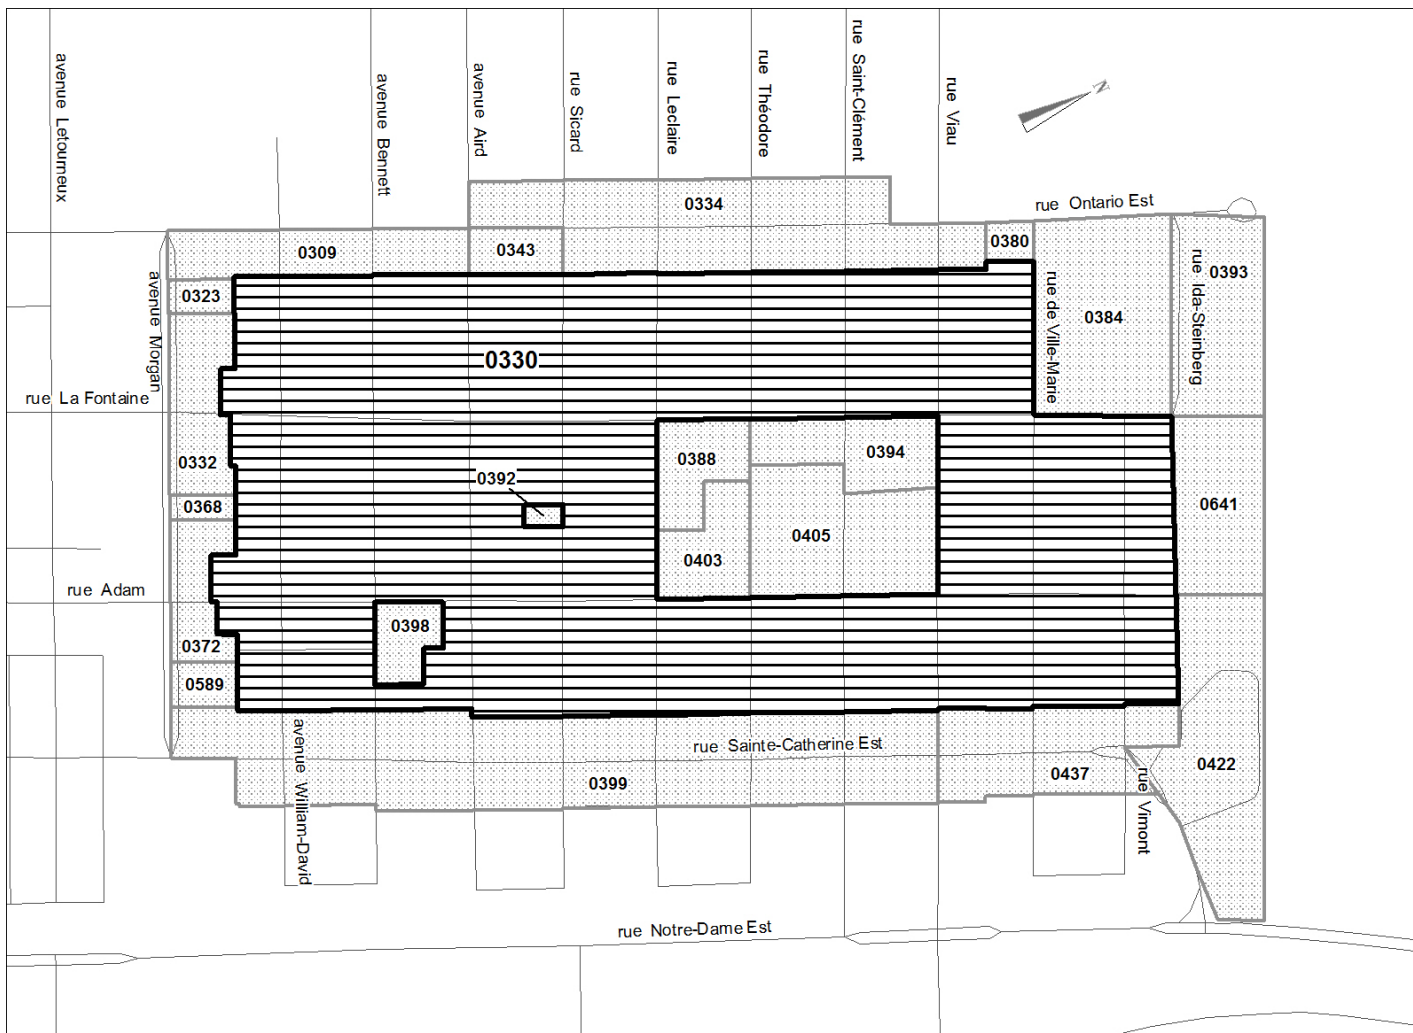 avenue Letourneux
avenue Bennett
avenue Aird
rue Sicard
rue Leclaire
rue Théodore
rue Saint-Clément
rue Viau
N
rue Ontario Est
0334
0309
0343
0380
0393
0323
avenue Morgan
rue de Ville-Marie
0384
rue Ida-Steinberg
0330
rue La Fontaine
0332
0388
0394
0392
0368
0641
0405
0403
rue Adam
0398
0372
0589
avenue William-David
rue Sainte-Catherine Est
0399
0437
rue Vimont
0422
rue Notre-Dame Est